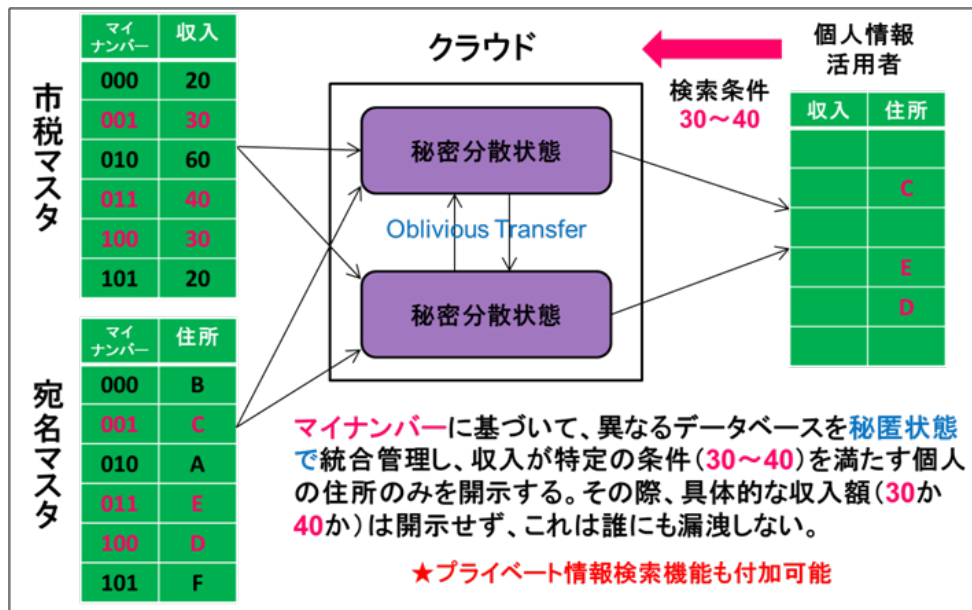 市税マスタ
マイ
ナンバー 収入
000 20
001 30
010 60
011 40
100 30
101 20
宛名マスタ
マイ
ナンバー 住所
000 B
001 C
010 A
011 E
100 D
101 F
クラウド
秘密分散状態
Oblivious Transfer
秘密分散状態
検索条件
30～40
個人情報
活用者
収入 住所
C
E
D
マイナンバーに基づいて、異なるデータベースを秘匿状態
で統合管理し、収入が特定の条件(30～40)を満たす個人
の住所のみを開示する。その際、具体的な収入額(30か
40か)は開示せず、これは誰にも漏洩しない。
★プライベート情報検索機能も付加可能